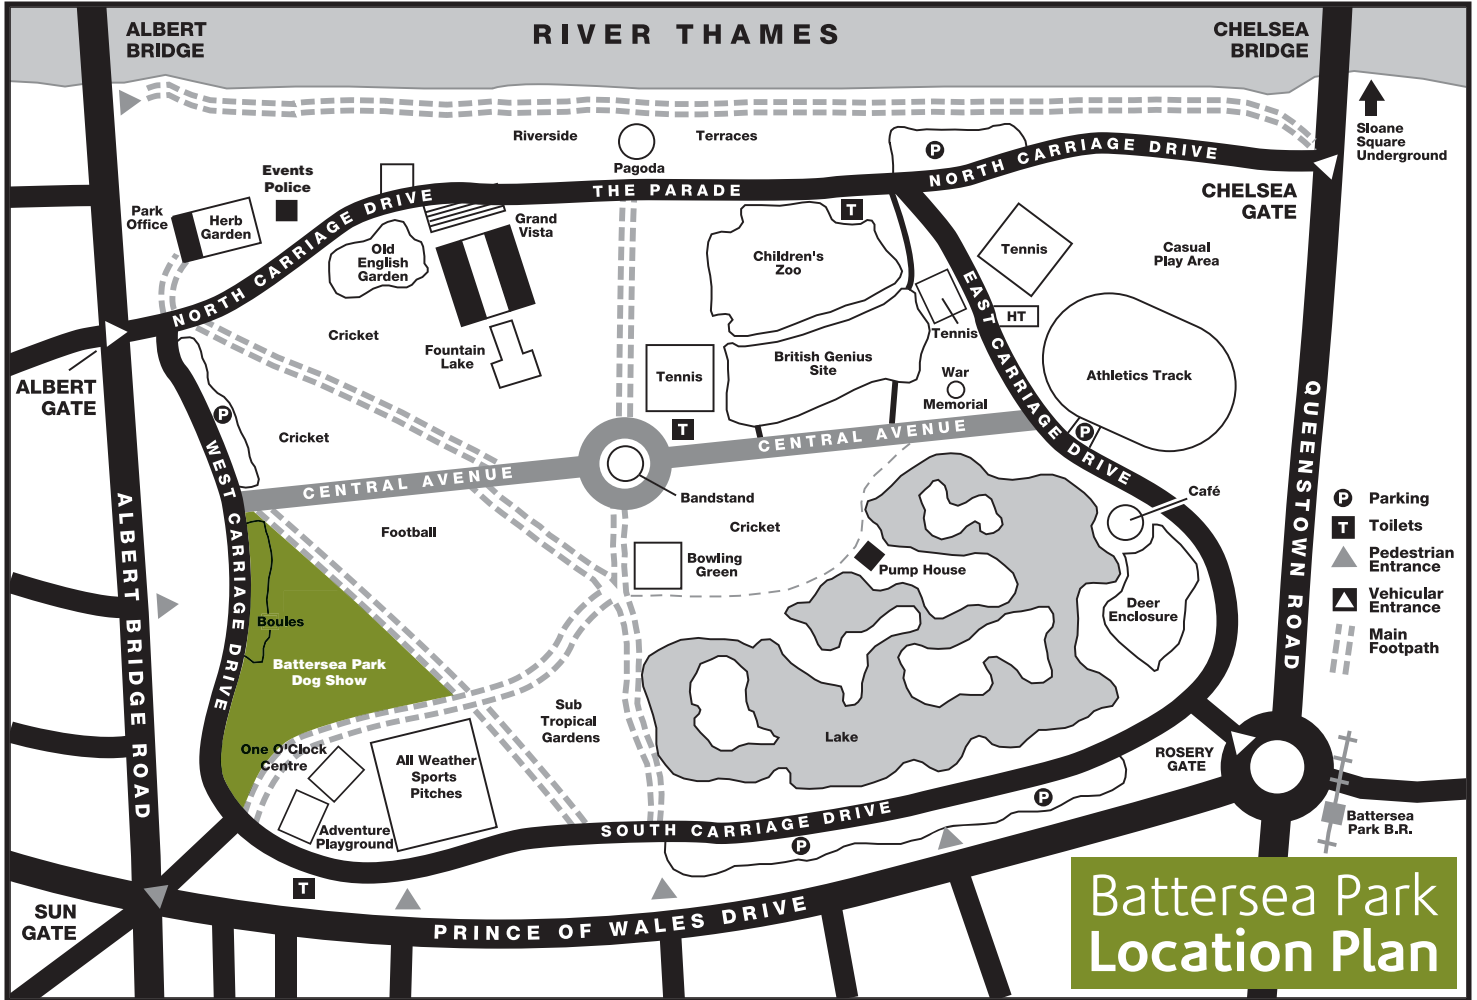 ALBERT
BRIDGE
RIVER THAMES
CHELSEA
BRIDGE
Sloane
Square
Underground
Riverside
Terraces
Pagoda
P
NORTH CARRIAGE DRIVE
THE PARADE
CHELSEA
GATE
Events
Police
Park
Office
Herb
Garden
NORTH CARRIAGE DRIVE
Grand
Vista
T
Old
English
Garden
Children's
Zoo
Tennis
Casual
Play Area
EAST CARRIAGE DRIVE
HT
Tennis
Cricket
Fountain
Lake
British Genius
Site
Tennis
War
Memorial
Athletics Track
ALBERT
GATE
P
WEST CARRIAGE DRIVE
Cricket
T
CENTRAL AVENUE
P
QUEENSTOWN ROAD
CENTRAL AVENUE
Bandstand
Café
P Parking
T Toilets
Pedestrian
Entrance
Vehicular
Entrance
Main
Footpath
ALBERT BRIDGE ROAD
Football
Cricket
Bowling
Green
Pump House
Deer
Enclosure
Boules
Battersea Park
Dog Show
Sub
Tropical
Gardens
Lake
One O'Clock
Centre
All Weather
Sports
Pitches
ROSERY
GATE
P
Adventure
Playground
SOUTH CARRIAGE DRIVE
P
Battersea
Park B.R.
T
SUN
GATE
PRINCE OF WALES DRIVE
Battersea Park
Location Plan